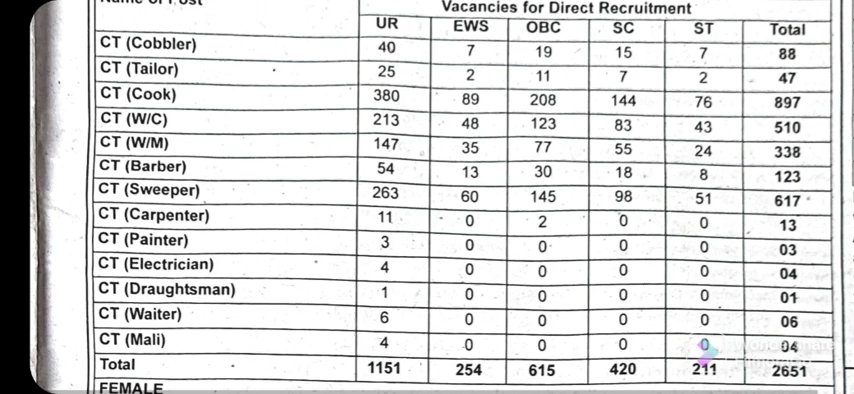 Name of Post
Vacancies for Direct Recruitment
UR EWS OBC SC ST Total
CT (Cobbler) 40 7 19 15 7 88
CT (Tailor) 25 2 11 7 2 47
CT (Cook) 380 89 208 144 76 897
CT (W/C) 213 48 123 83 43 510
CT (W/M) 147 35 77 55 24 338
CT (Barber) 54 13 30 18 8 123
CT (Sweeper) 263 60 145 98 51 617
CT (Carpenter) 11 0 2 0 0 13
CT (Painter) 3 0 0 0 0 03
CT (Electrician) 4 0 0 0 0 04
CT (Draughtsman) 1 0 0 0 0 01
CT (Waiter) 6 0 0 0 0 06
CT (Mali) 4 0 0 0 0 04
Total 1151 254 615 420 211 2651
FEMALE